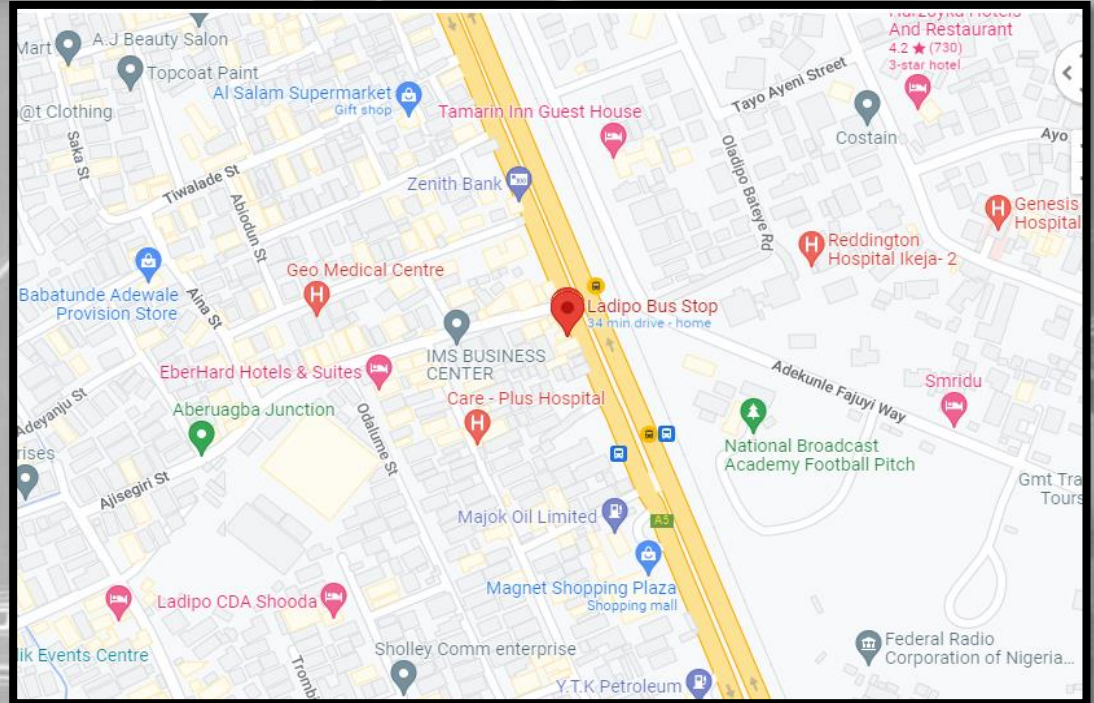 Mart
A.J Beauty Salon
And Restaurant
4.2 ★ (730)
3-star hotel
Topcoat Paint
Al Salam Supermarket
Gift shop
Tamarin Inn Guest House
Tayo Ayeni Street
@t Clothing
Costain
Ayo
Saka St
Tiwalade St
Zenith Bank
Oladipo Bateye Rd
Abiodun St
Genesis
Hospital
Reddington
Hospital Ikeja- 2
Geo Medical Centre
Babatunde Adewale
Provision Store
Aina St
Ladipo Bus Stop
34 min drive - home
IMS BUSINESS
CENTER
EberHard Hotels & Suites
Adekunle Fajuyi Way
Smridu
Adeyanju St
Aberuagba Junction
Odalume St
Care - Plus Hospital
National Broadcast
Academy Football Pitch
rises
Ajisegiri St
Gmt Tra
Tours
Majok Oil Limited
A5
Magnet Shopping Plaza
Shopping mall
Ladipo CDA Shooda
Federal Radio
Corporation of Nigeria...
lik Events Centre
Sholley Comm enterprise
Tromb
Y.T.K Petroleum